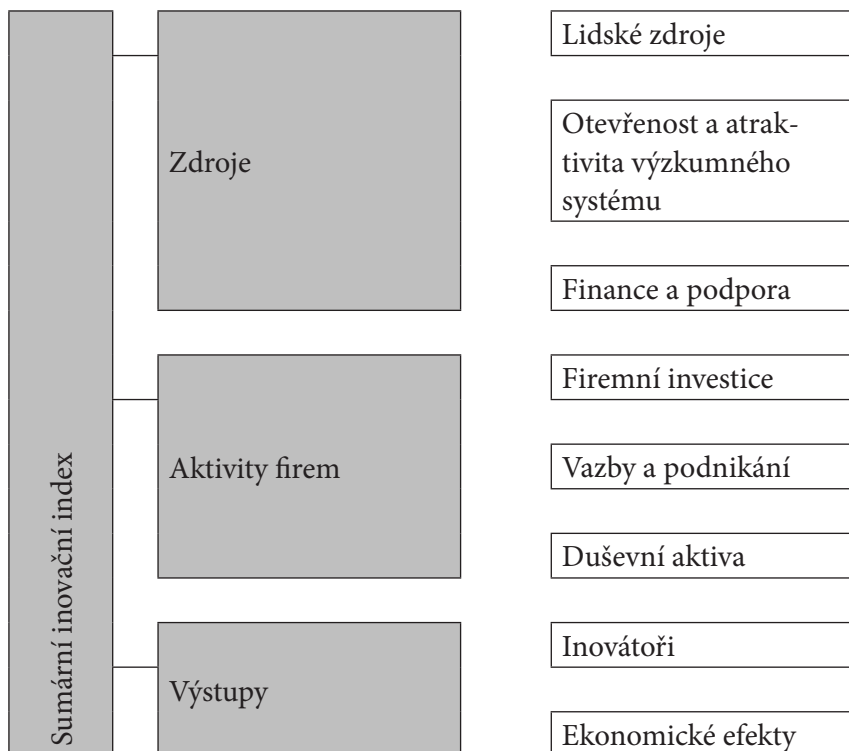 Sumární inovační index
Zdroje
Lidské zdroje
Otevřenost a atrak-
tivita výzkumného
systému
Finance a podpora
Aktivity firem
Firemní investice
Vazby a podnikání
Duševní aktiva
Výstupy
Inovátoři
Ekonomické efekty